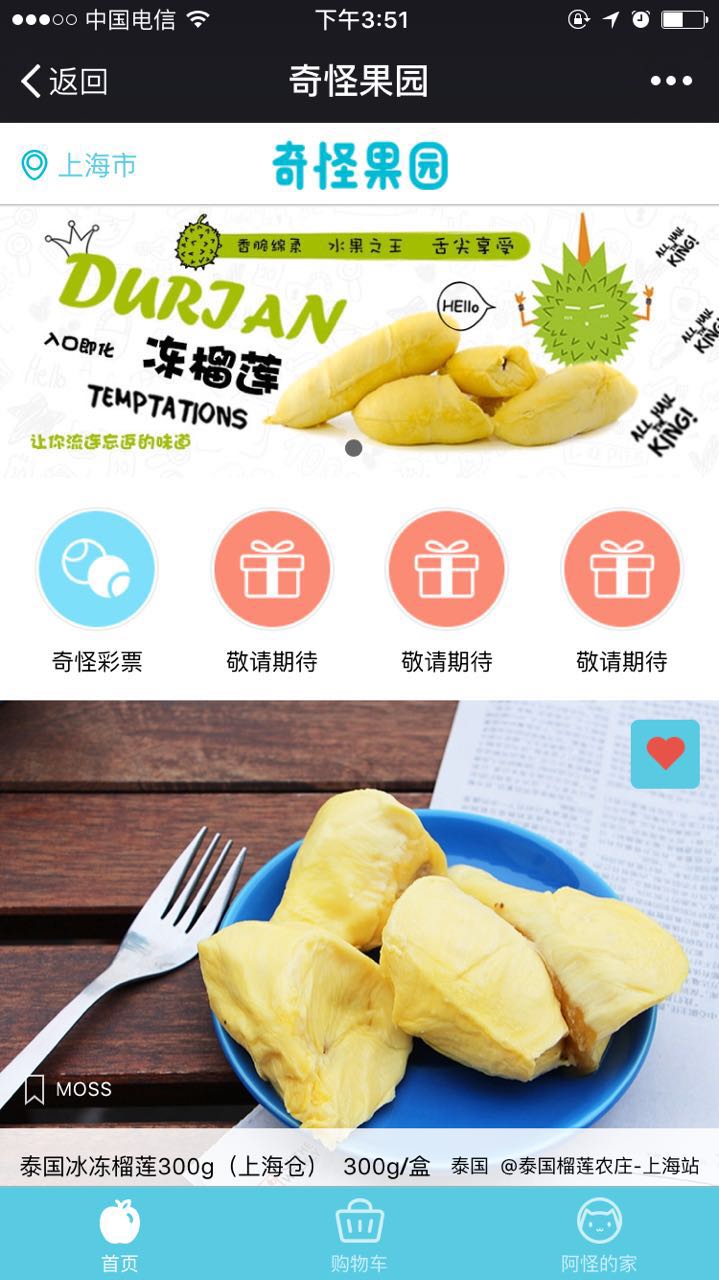 中国电信
下午3:51
返回
奇怪果园
上海市
奇怪果园
香脆绵柔 水果之王 舌尖享受
DURIAN
HEllo
ALL HAIL THE KING!
入口即化
冻榴莲
ALL HAIL THE KING!
TEMPTATIONS
ALL HAIL THE KING!
让你流连忘返的味道
奇怪彩票
敬请期待
敬请期待
敬请期待
MOSS
泰国冰冻榴莲300g（上海仓） 300g/盒 泰国 @泰国榴莲农庄-上海站
首页
购物车
阿怪的家